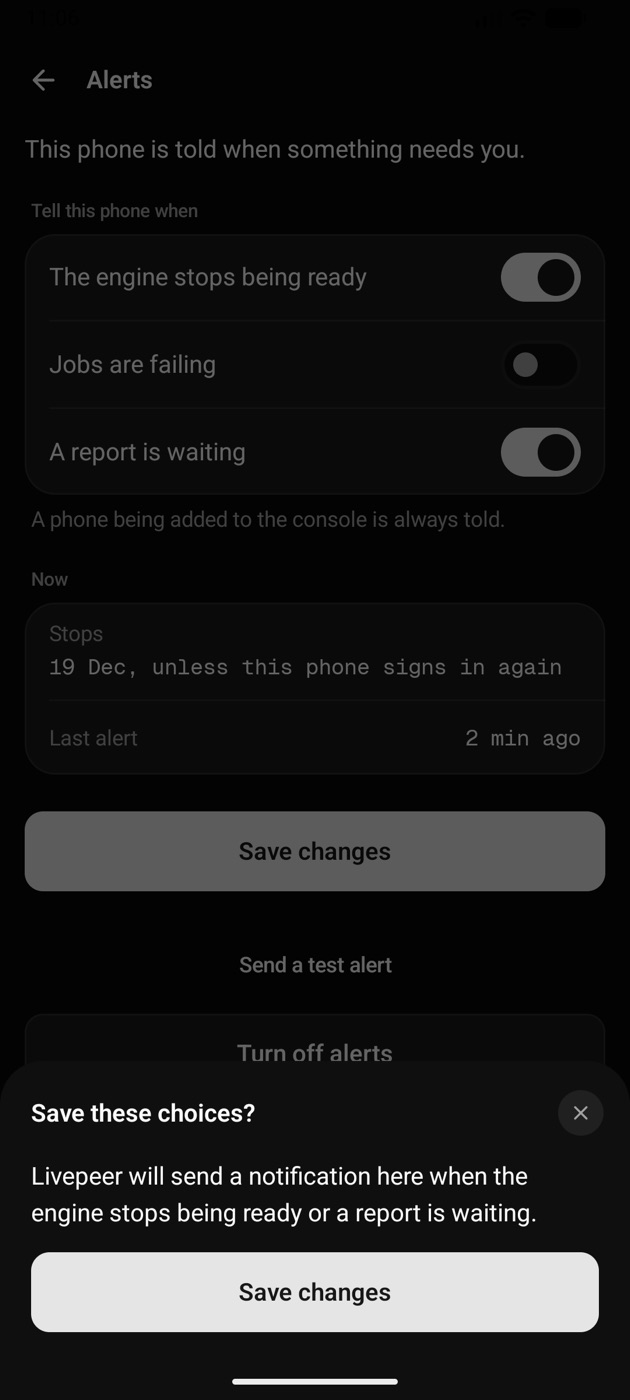 11:06
Alerts
This phone is told when something needs you.
Tell this phone when
The engine stops being ready
Jobs are failing
A report is waiting
A phone being added to the console is always told.
Now
Stops
19 Dec, unless this phone signs in again
Last alert
2 min ago
Save changes
Send a test alert
Turn off alerts
Save these choices?
Livepeer will send a notification here when the
engine stops being ready or a report is waiting.
Save changes